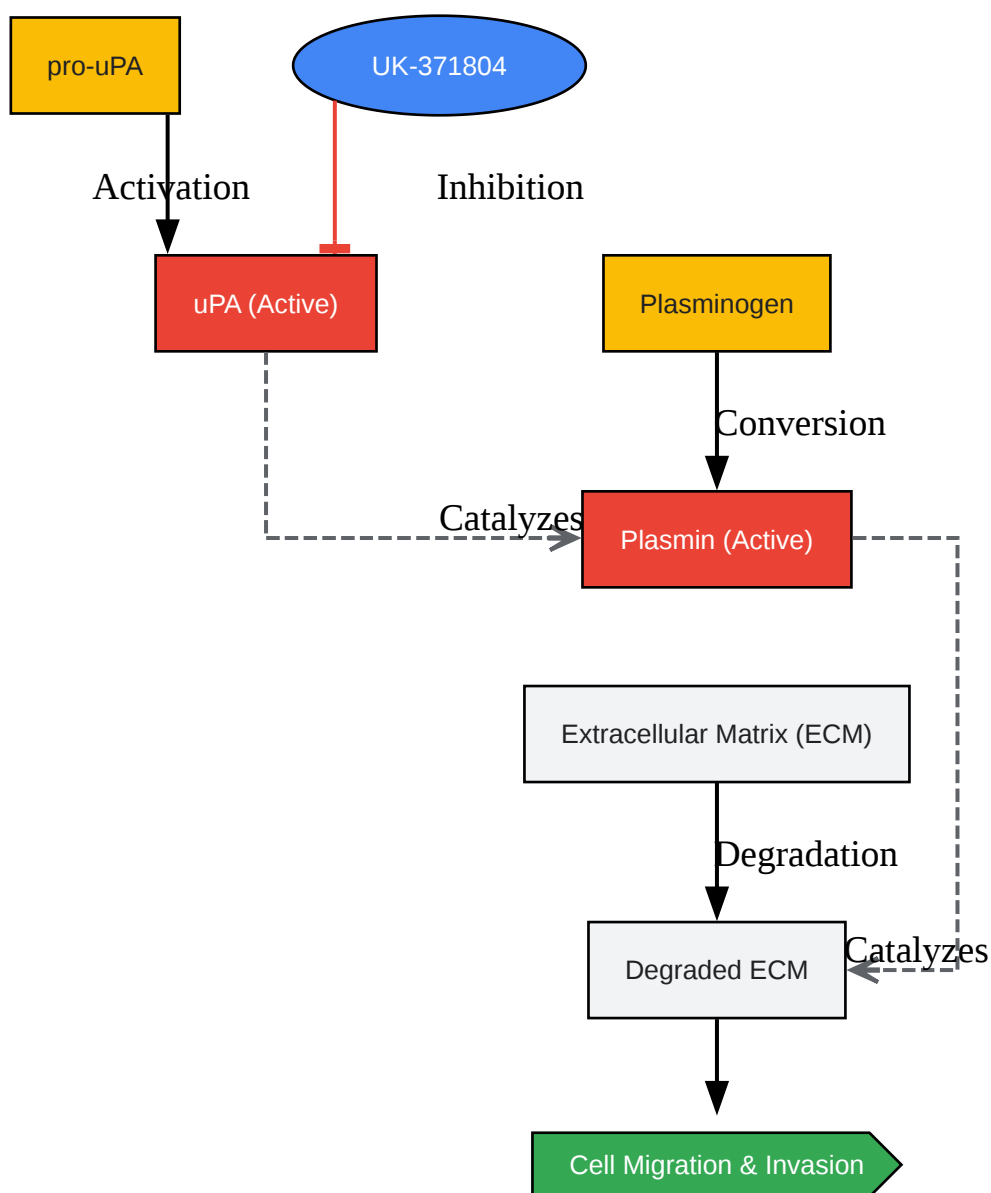 pro-uPA
UK-371804
Activation
Inhibition
uPA (Active)
Plasminogen
Conversion
Catalyzes
Plasmin (Active)
Extracellular Matrix (ECM)
Degradation
Catalyzes
Degraded ECM
Cell Migration & Invasion